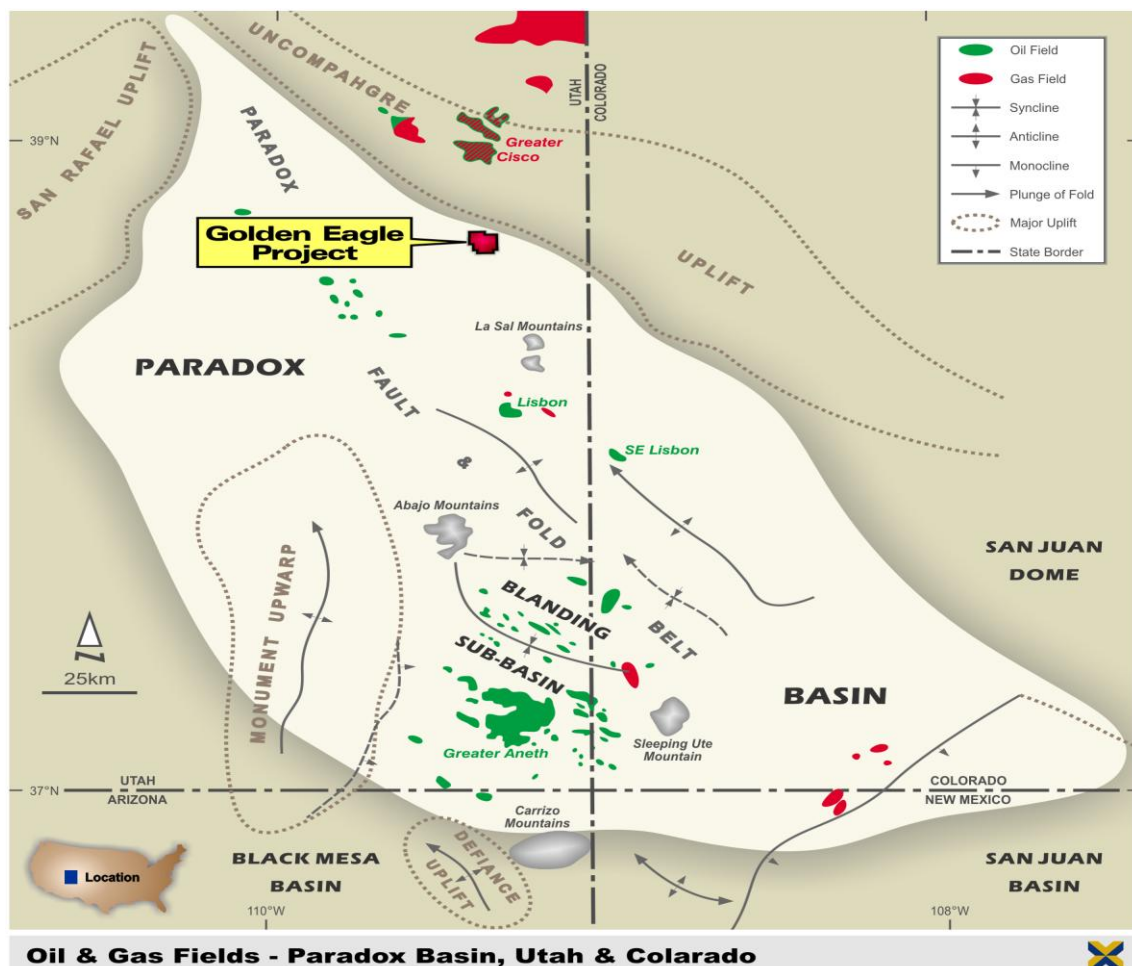 UNCOMPAHGRE
UTAH
COLORADO
Oil Field
Gas Field
Syncline
Anticline
Monocline
Plunge of Fold
Major Uplift
State Border
39°N
SAN RAFAEL UPLIFT
PARADOX
Greater
Cisco
Golden Eagle
Project
UPLIFT
La Sal Mountains
PARADOX
FAULT
Lisbon
&
SE Lisbon
Abajo Mountains
FOLD
SAN JUAN
DOME
MONUMENT UPWARP
BLANDING
BELT
SUB-BASIN
25km
BASIN
Greater Aneth
Sleeping Ute
Mountain
UTAH
37°N
ARIZONA
COLORADO
NEW MEXICO
Carrizo
Mountains
Location
BLACK MESA
BASIN
DEFIANCE
UPLIFT
SAN JUAN
BASIN
110°W
108°W
Oil & Gas Fields - Paradox Basin, Utah & Colarado